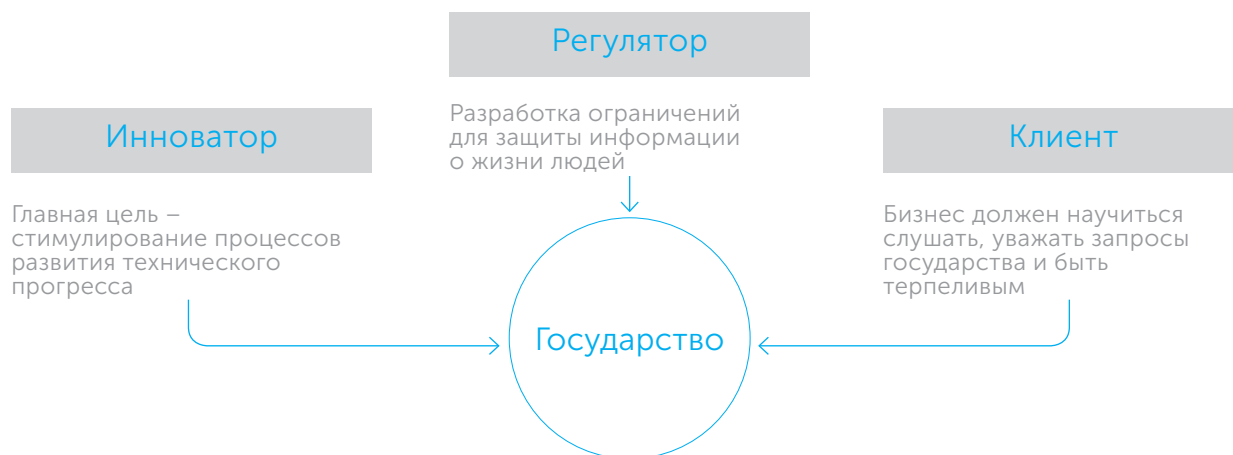 Регулятор
Разработка ограничений
для защиты информации
о жизни людей
Инноватор
Главная цель –
стимулирование процессов
развития технического
прогресса
Клиент
Бизнес должен научиться
слушать, уважать запросы
государства и быть
терпеливым
Государство